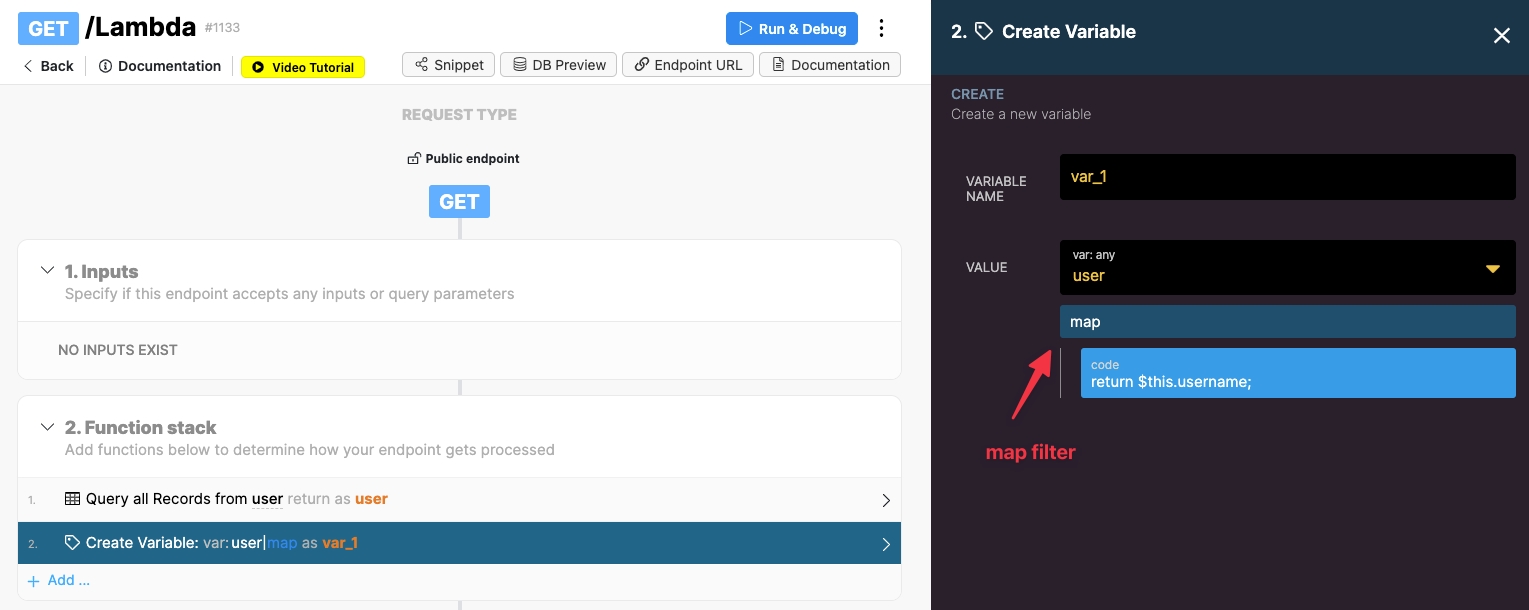 GET /Lambda #1133
Run & Debug
Back
Documentation
Video Tutorial
Snippet
DB Preview
Endpoint URL
Documentation
REQUEST TYPE
Public endpoint
GET
1. Inputs
Specify if this endpoint accepts any inputs or query parameters
NO INPUTS EXIST
2. Function stack
Add functions below to determine how your endpoint gets processed
1. Query all Records from user return as user
2. Create Variable: var: user|map as var_1
+ Add ...
2. Create Variable
CREATE
Create a new variable
VARIABLE
NAME
var_1
VALUE
var: any
user
map
code
return $this.username;
map filter